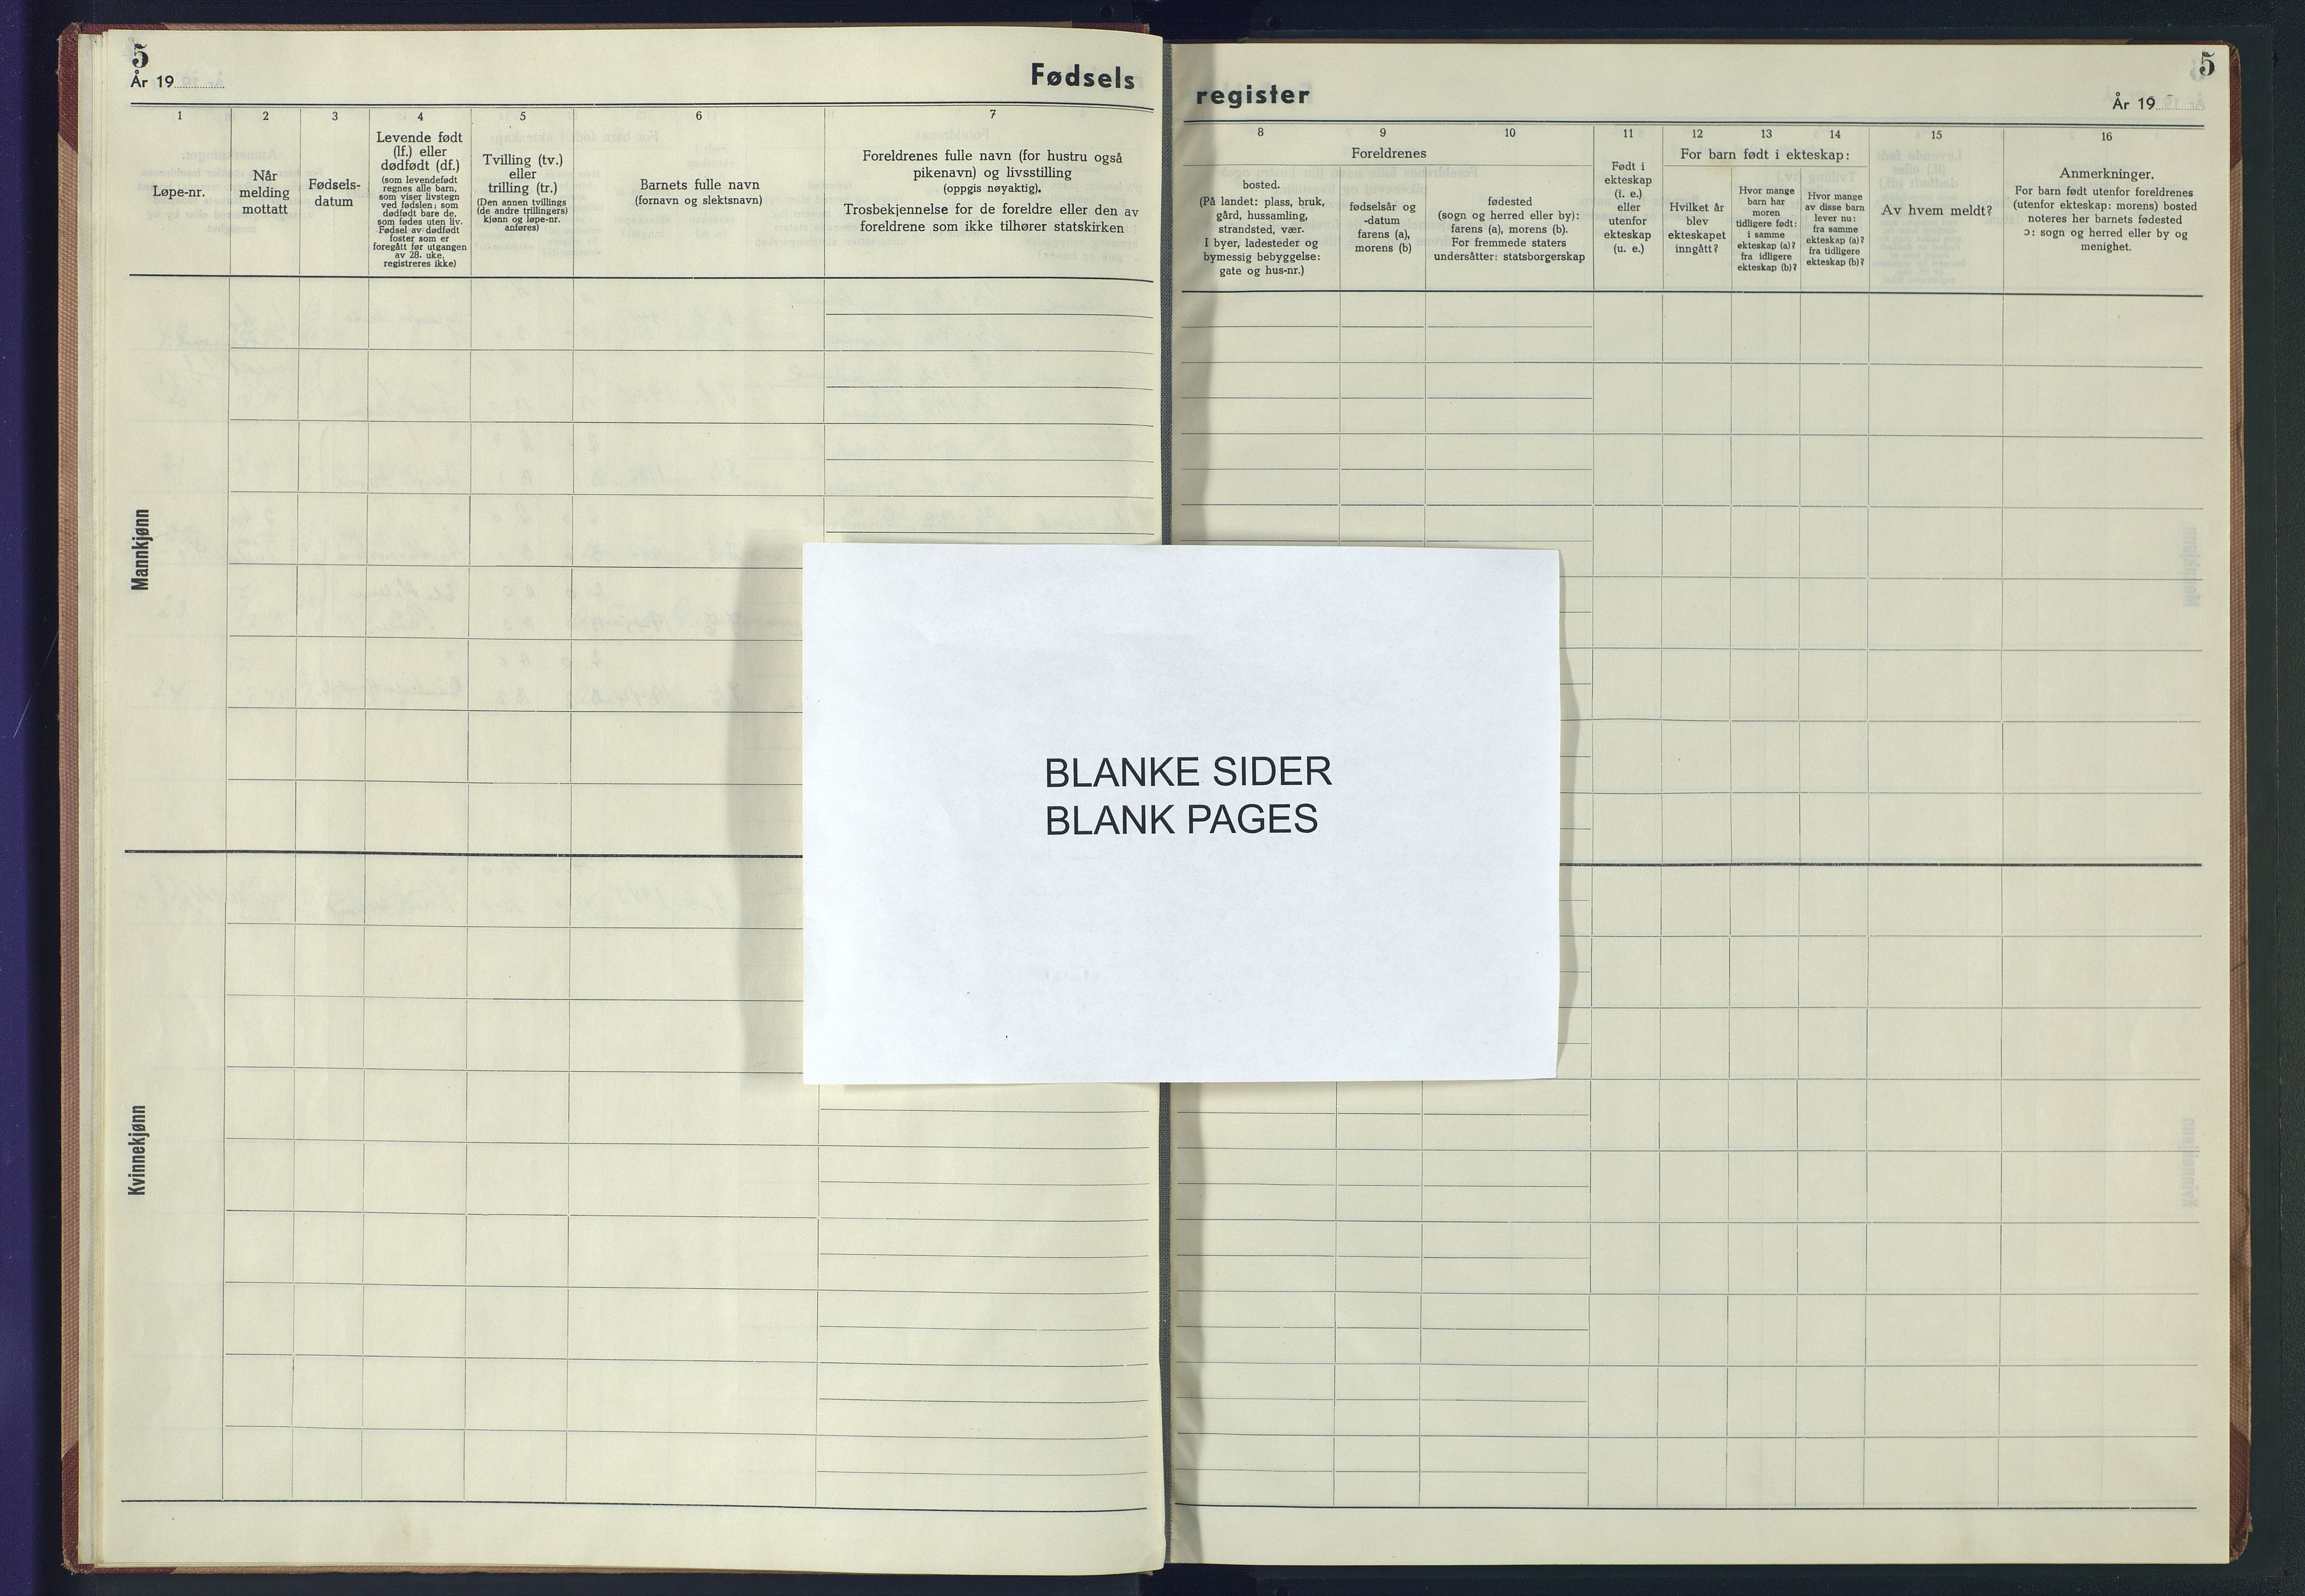 5
År 19
Fødsels
1
2
3
4
5
6
7
Løpe-nr.
Når
melding
mottatt
Fødsels-
datum
Levende født
(lf.) eller
dødfødt (df.)
(som levendefødt
regnes alle barn,
som viser livstegn
ved fødslen; som
dødfødt bare de,
som fødes uten liv.
Fødsel av dødfødt
foster som er
foregått før utgangen
av 28. uke,
registreres ikke)
Tvilling (tv.)
eller
trilling (tr.)
(Den annen tvillings
(de andre trillingers)
kjønn og løpe-nr.
anføres)
Barnets fulle navn
(fornavn og slektsnavn)
Foreldrenes fulle navn (for hustru også
pikenavn) og livsstilling
(oppgis nøyaktig).
Trosbekjennelse for de foreldre eller den av
foreldrene som ikke tilhører statskirken
Mannkjønn
Kvinnekjønn
register
5
År 19
8
9
10
11
12
13
14
15
16
Foreldrenes
bosted.
(På landet: plass, bruk,
gård, hussamling,
strandsted, vær.
I byer, ladesteder og
bymessig bebyggelse:
gate og hus-nr.)
fødselsår og
-datum
farens (a),
morens (b)
fødested
(sogn og herred eller by):
farens (a), morens (b).
For fremmede staters
undersåtter: statsborgerskap
Født i
ekteskap
(i. e.)
eller
utenfor
ekteskap
(u. e.)
For barn født i ekteskap:
Hvilket år
blev
ekteskapet
inngått?
Hvor mange
barn har
moren
tidligere født:
i samme
ekteskap (a)?
fra idligere
ekteskap (b)?
Hvor mange
av disse barn
lever nu:
fra samme
ekteskap (a)?
fra tidligere
ekteskap (b)?
Av hvem meldt?
Anmerkninger.
For barn født utenfor foreldrenes
(utenfor ekteskap: morens) bosted
noteres her barnets fødested
ɔ: sogn og herred eller by og
menighet.
BLANKE SIDER
BLANK PAGES